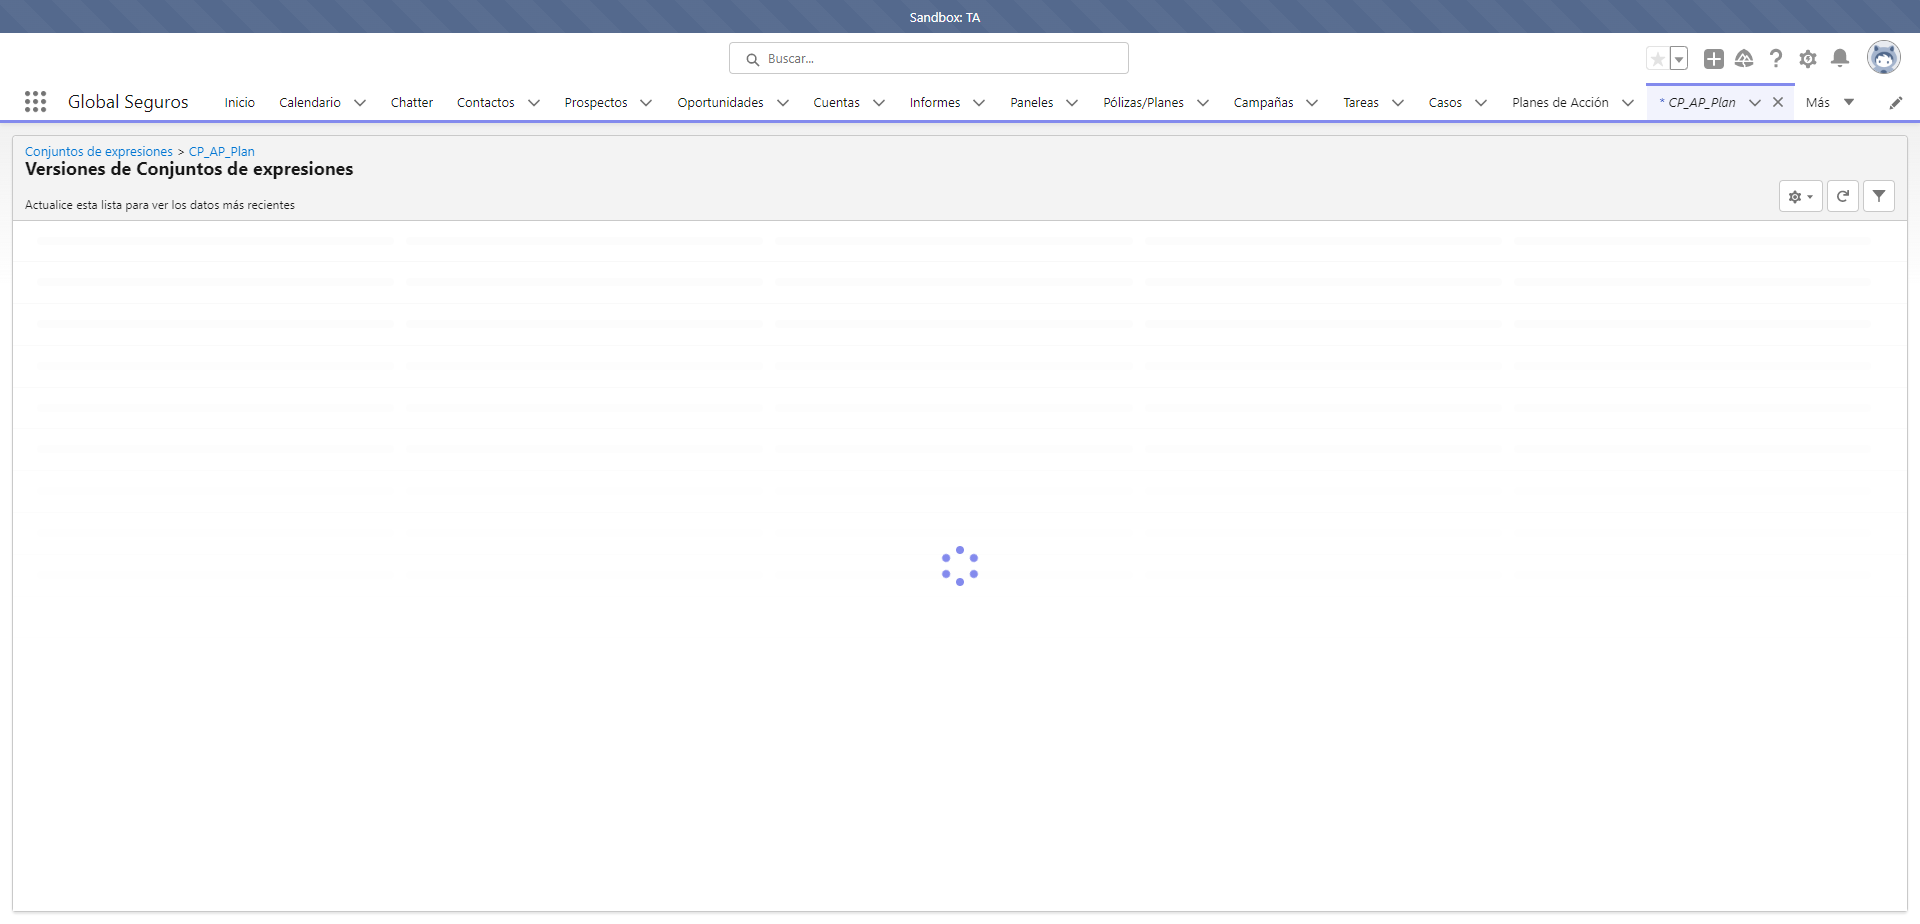 Sandbox: TA
Buscar...
Global Seguros
Inicio
Calendario
Chatter
Contactos
Prospectos
Oportunidades
Cuentas
Informes
Paneles
Pólizas/Planes
Campañas
Tareas
Casos
Planes de Acción
* CP_AP_Plan
Más
Conjuntos de expresiones > CP_AP_Plan
Versiones de Conjuntos de expresiones
Actualice esta lista para ver los datos más recientes